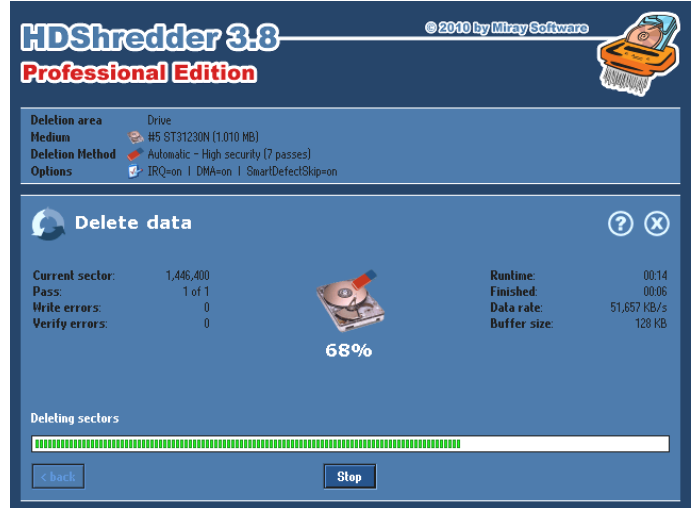 HDShredder 3.8
© 2010 by Miray Software
Professional Edition
Deletion area Drive
Medium #5 ST31230N (1.010 MB)
Deletion Method Automatic - High security (7 passes)
Options IRQ=on | DMA=on | SmartDefectSkip=on
Delete data
? X
Current sector: 1,446,400
Pass: 1 of 1
Write errors: 0
Verify errors: 0
68%
Runtime: 00:14
Finished: 00:06
Data rate: 51,657 KB/s
Buffer size: 128 KB
Deleting sectors
< back Stop